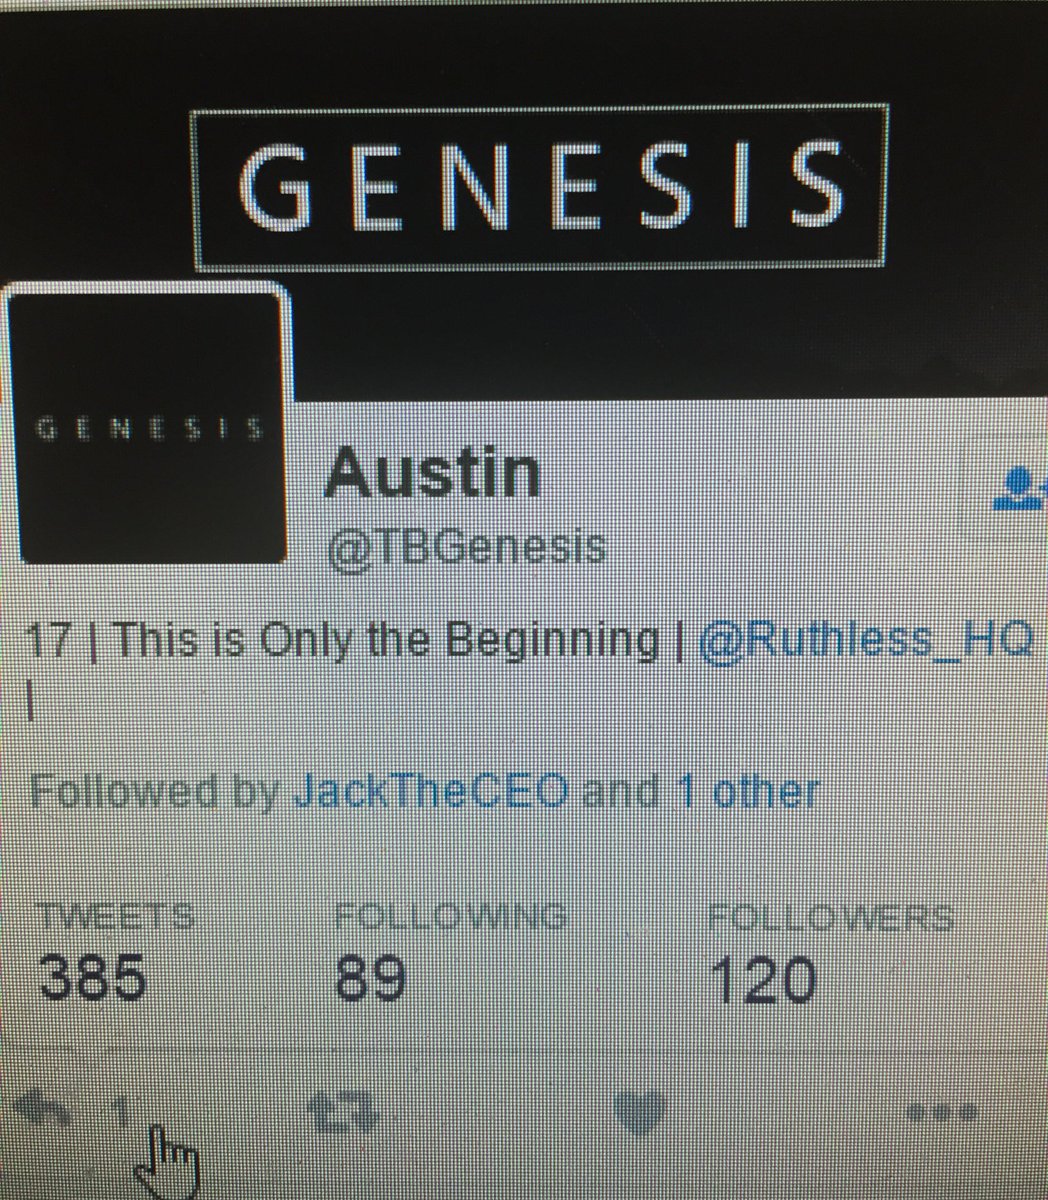 GENESIS
GENESIS
Austin
@TBGenesis
17 | This is Only the Beginning | @Ruthless_HQ
|
Followed by JackTheCEO and 1 other
TWEETS FOLLOWING FOLLOWERS
385 89 120
1